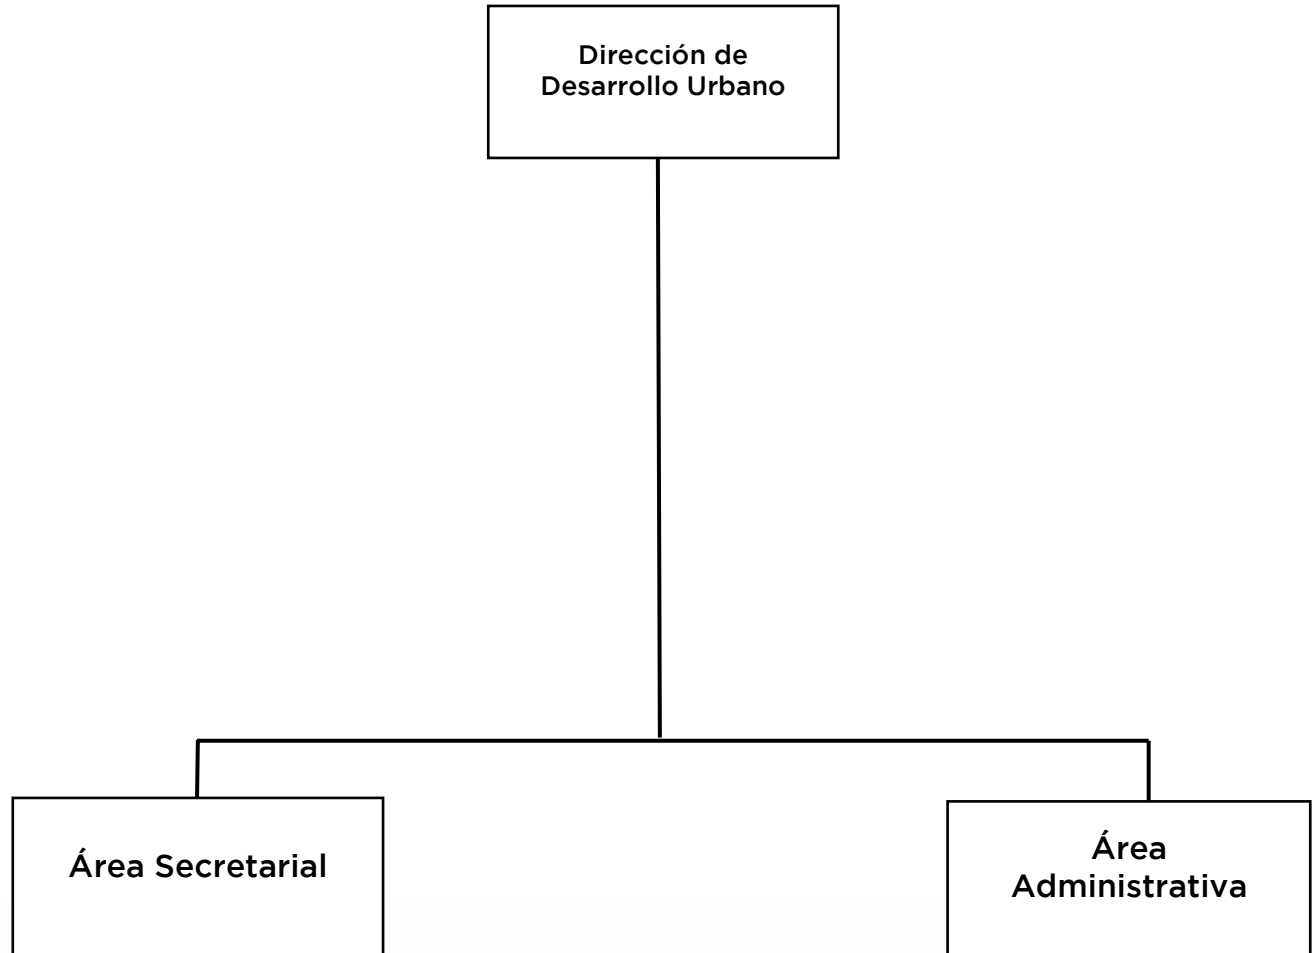 Dirección de
Desarrollo Urbano
Área Secretarial
Área
Administrativa